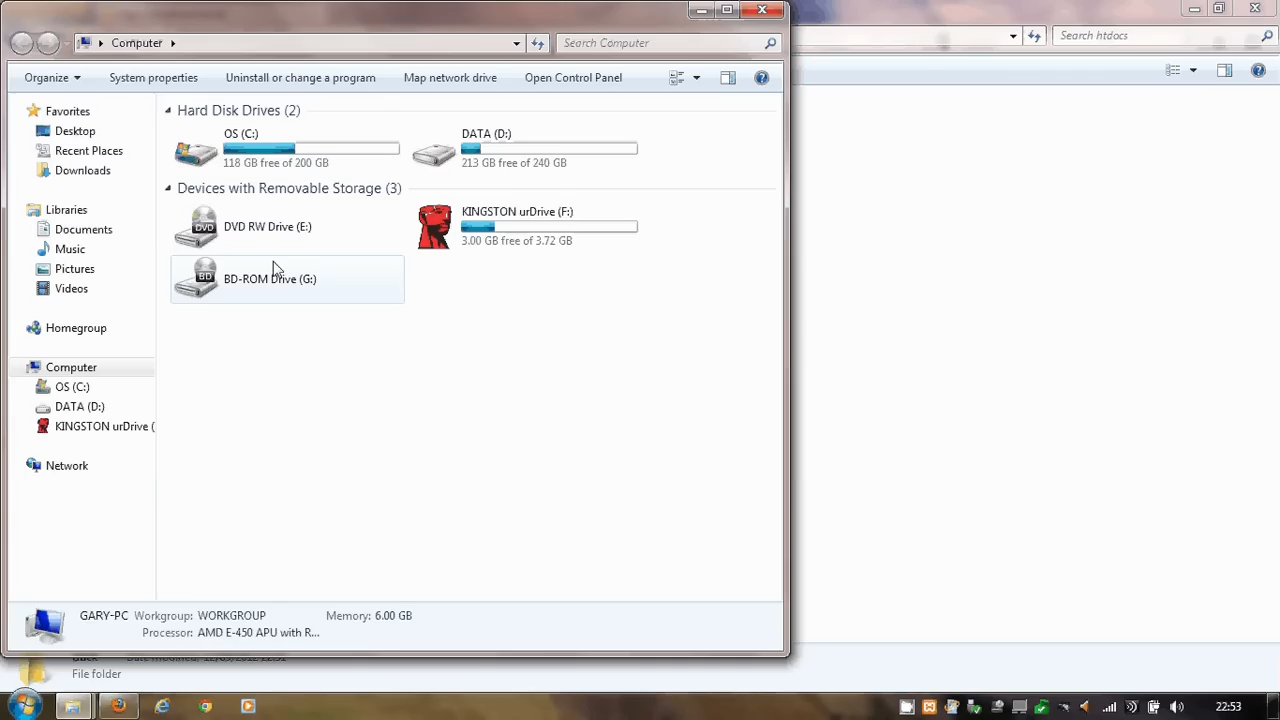 Computer
Search Computer
Search htdocs
Organize
System properties
Uninstall or change a program
Map network drive
Open Control Panel
Favorites
Desktop
Recent Places
Downloads
Libraries
Documents
Music
Pictures
Videos
Homegroup
Computer
OS (C:)
DATA (D:)
KINGSTON urDrive (
Network
Hard Disk Drives (2)
OS (C:)
118 GB free of 200 GB
DATA (D:)
213 GB free of 240 GB
Devices with Removable Storage (3)
DVD
DVD RW Drive (E:)
KINGSTON urDrive (F:)
3.00 GB free of 3.72 GB
BD
BD-ROM Drive (G:)
GARY-PC Workgroup: WORKGROUP Memory: 6.00 GB
Processor: AMD E-450 APU with R...
File folder
22:53